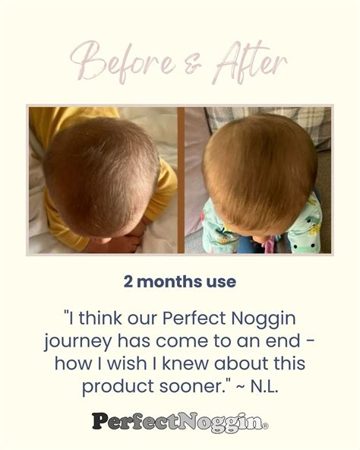 Before & After
2 months use
"I think our Perfect Noggin
journey has come to an end -
how I wish I knew about this
product sooner." ~ N.L.
PerfectNoggin®